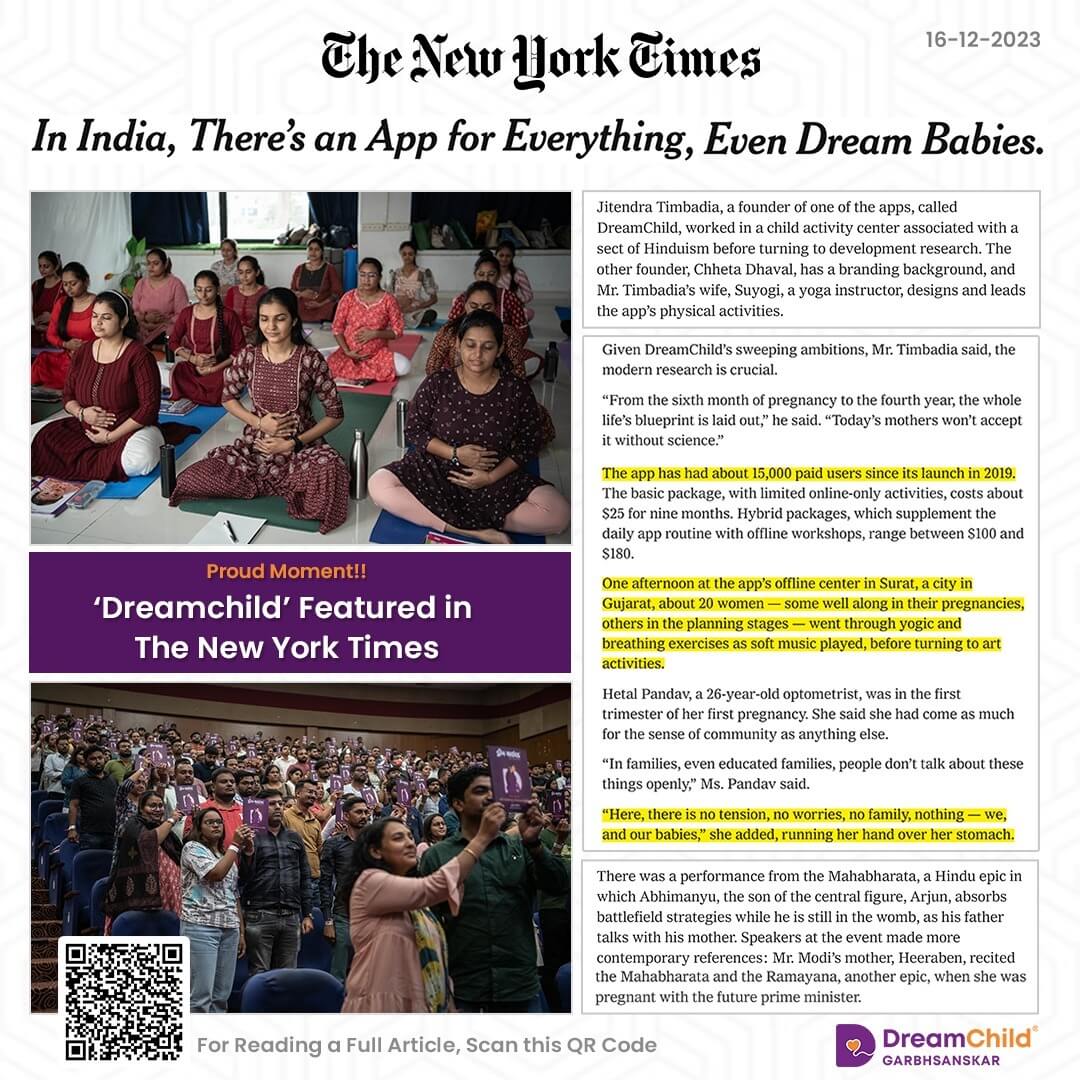 The New York Times
16-12-2023
In India, There’s an App for Everything, Even Dream Babies.
Jitendra Timbadia, a founder of one of the apps, called
DreamChild, worked in a child activity center associated with a
sect of Hinduism before turning to development research. The
other founder, Chheta Dhaval, has a branding background, and
Mr. Timbadia’s wife, Suyogi, a yoga instructor, designs and leads
the app’s physical activities.
Given DreamChild’s sweeping ambitions, Mr. Timbadia said, the
modern research is crucial.
“From the sixth month of pregnancy to the fourth year, the whole
life’s blueprint is laid out,” he said. “Today’s mothers won’t accept
it without science.”
The app has had about 15,000 paid users since its launch in 2019.
The basic package, with limited online-only activities, costs about
$25 for nine months. Hybrid packages, which supplement the
daily app routine with offline workshops, range between $100 and
$180.
One afternoon at the app’s offline center in Surat, a city in
Gujarat, about 20 women — some well along in their pregnancies,
others in the planning stages — went through yogic and
breathing exercises as soft music played, before turning to art
activities.
Hetal Pandav, a 26-year-old optometrist, was in the first
trimester of her first pregnancy. She said she had come as much
for the sense of community as anything else.
“In families, even educated families, people don’t talk about these
things openly,” Ms. Pandav said.
“Here, there is no tension, no worries, no family, nothing — we,
and our babies,” she added, running her hand over her stomach.
There was a performance from the Mahabharata, a Hindu epic in
which Abhimanyu, the son of the central figure, Arjun, absorbs
battlefield strategies while he is still in the womb, as his father
talks with his mother. Speakers at the event made more
contemporary references: Mr. Modi’s mother, Heeraben, recited
the Mahabharata and the Ramayana, another epic, when she was
pregnant with the future prime minister.
Proud Moment!!
‘Dreamchild’ Featured in
The New York Times
For Reading a Full Article, Scan this QR Code
DreamChild®
GARBHSANSKAR